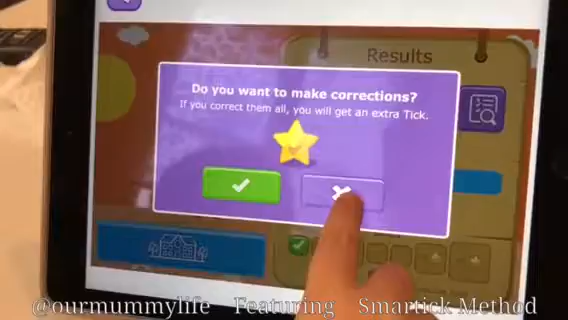 Results
Do you want to make corrections?
If you correct them all, you will get an extra Tick.
@ourmummylife Featuring Smartick Method